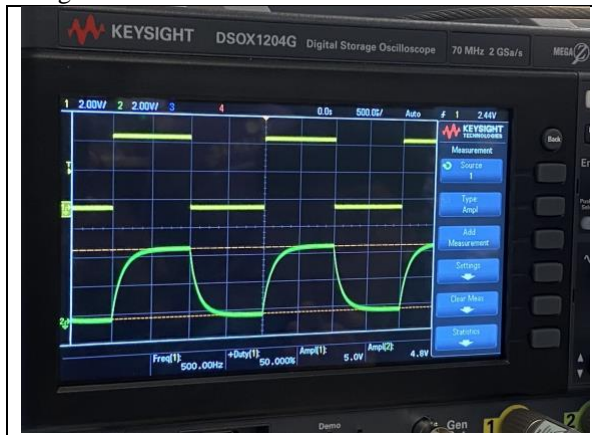 KEYSIGHT DSOX1204G Digital Storage Oscilloscope 70 MHz 2 GSa/s MEGA Z
1 2.00V/ 2 2.00V/ 3 4 0.0s 500.0 Auto 1 2.44V
KEYSIGHT
TECHNOLOGIES
Measurement
Source
1
Type
Ampl
Add
Measurement
Settings
Clear Meas
Statistics
Back
T
2
Freq(1): 500.00Hz +Duty(1): 50.000% Ampl(1): 5.0V Ampl(2): 4.8V
Demo
Gen
1
2